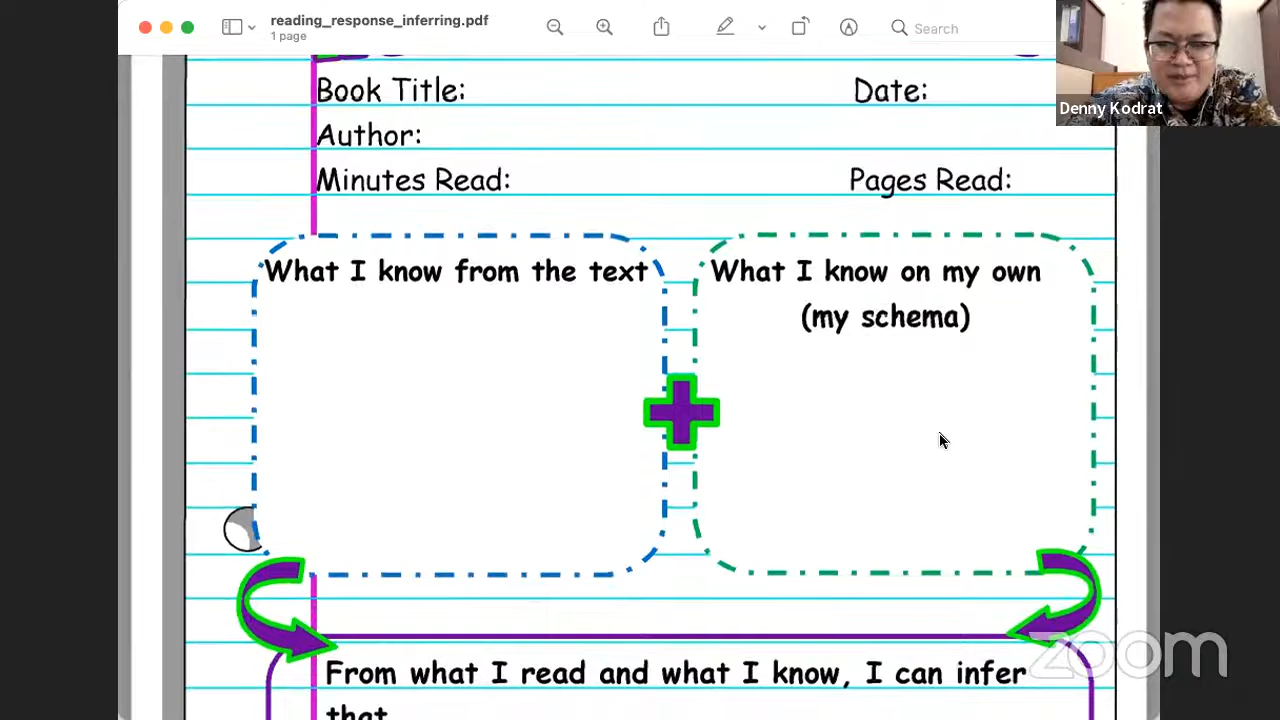 reading_response_inferring.pdf
1 page
Search
Denny Kodrat
Book Title:
Date:
Author:
Minutes Read:
Pages Read:
What I know from the text
What I know on my own
(my schema)
From what I read and what I know, I can infer
that
zoom